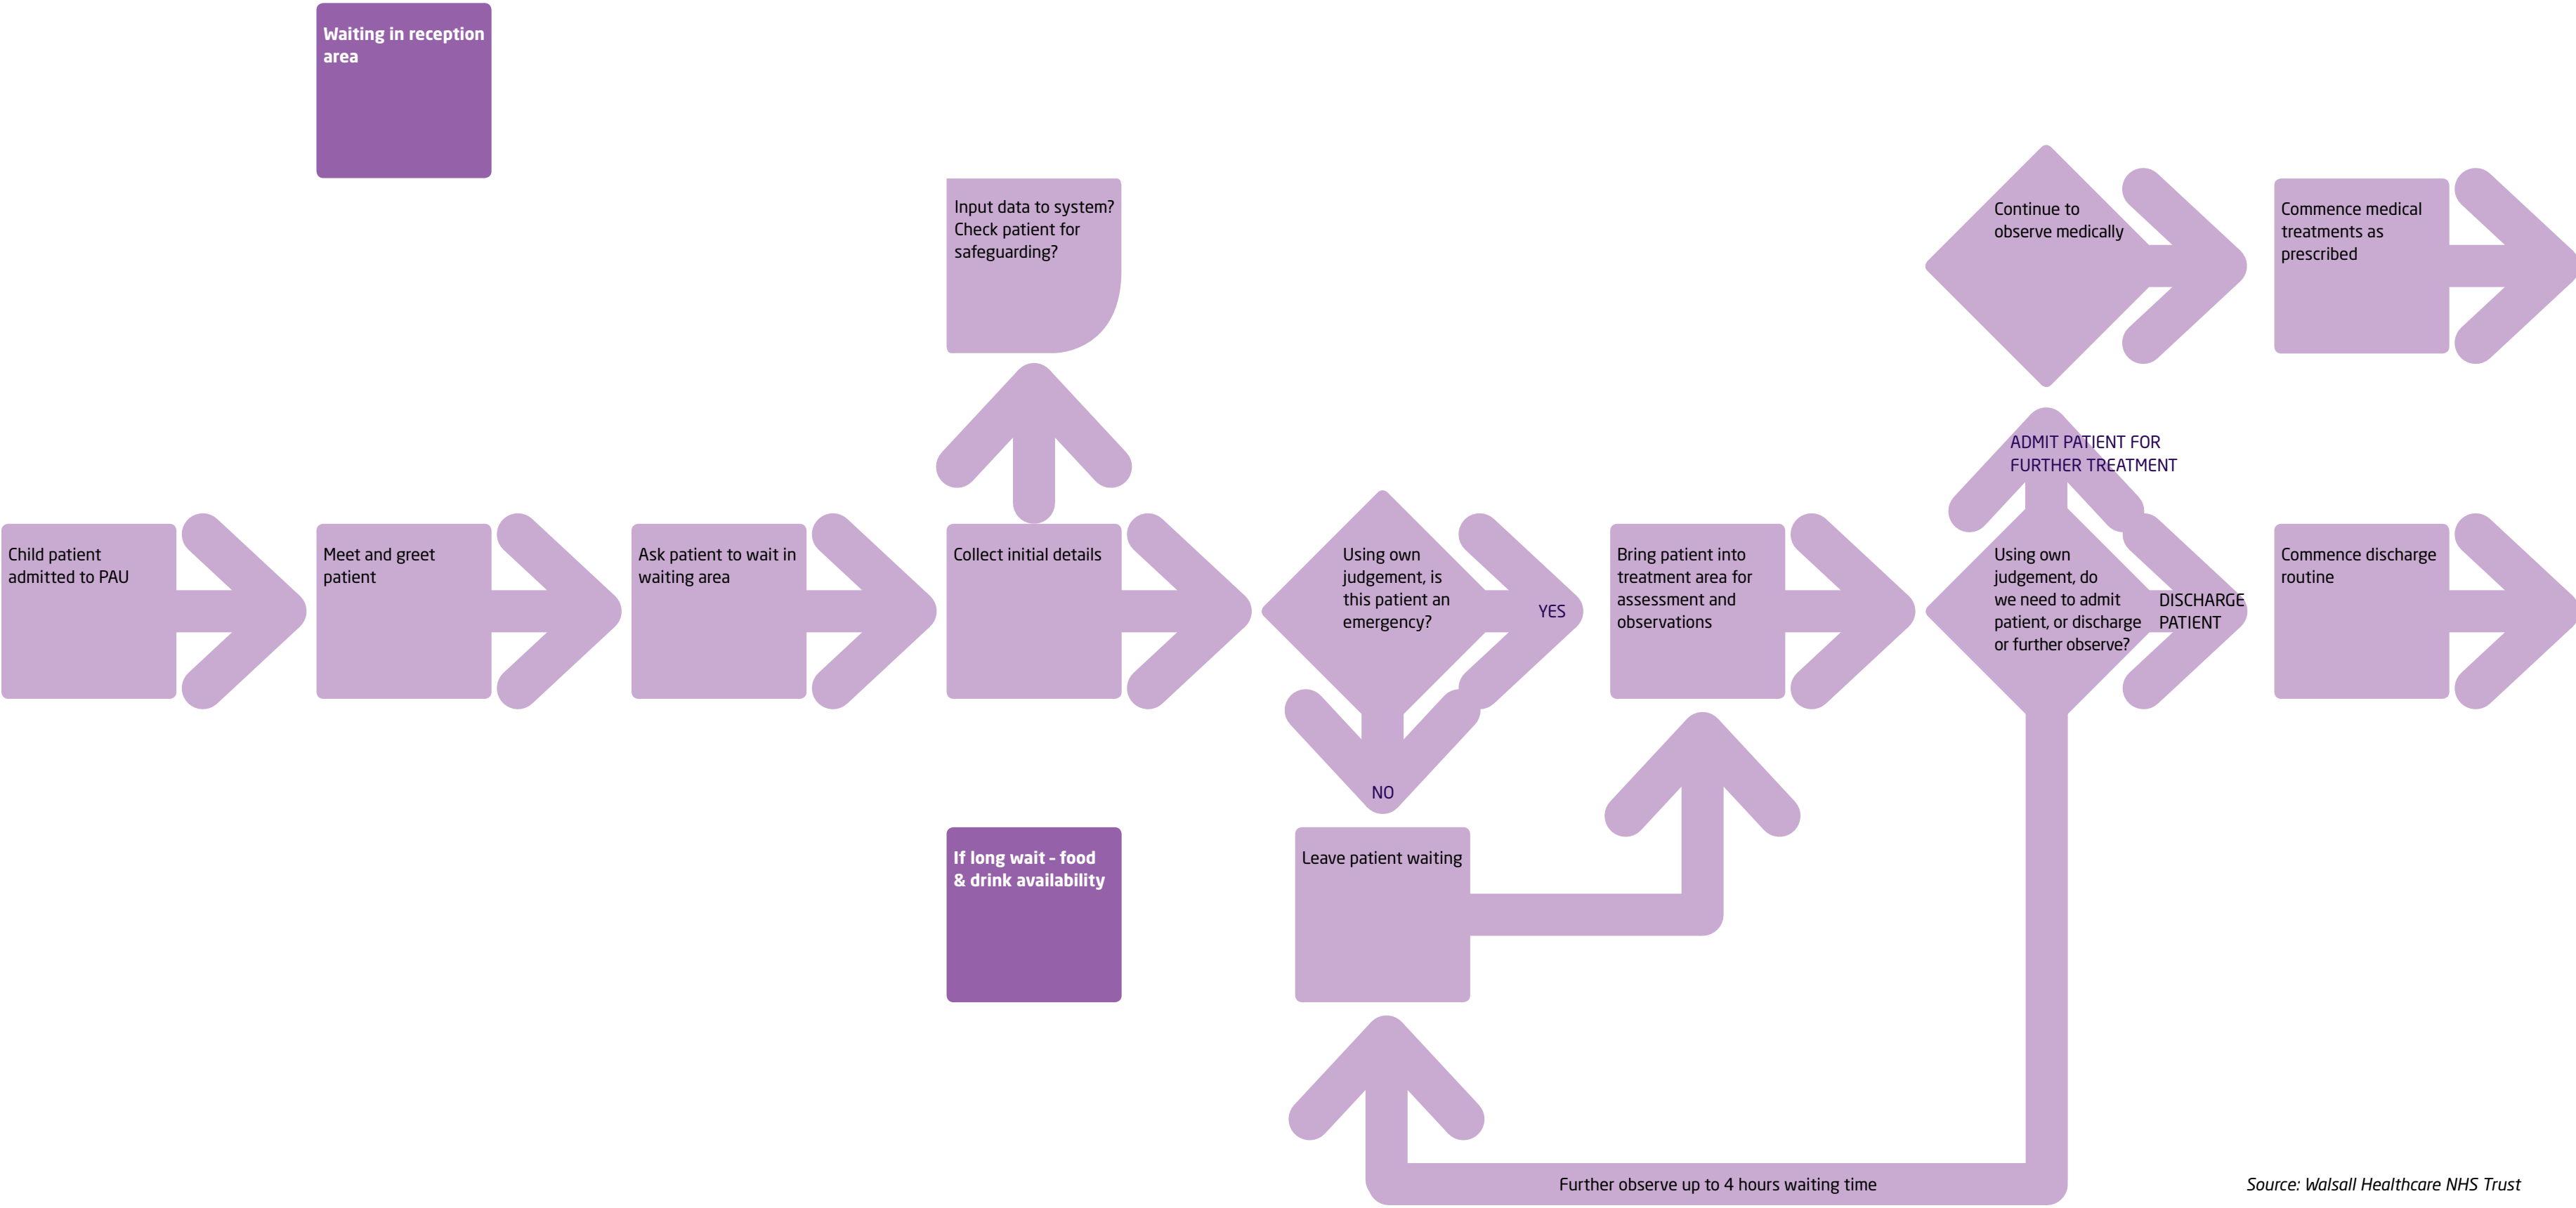 Waiting in reception
area
Input data to system?
Check patient for
safeguarding?
Continue to
observe medically
Commence medical
treatments as
prescribed
ADMIT PATIENT FOR
FURTHER TREATMENT
Child patient
admitted to PAU
Meet and greet
patient
Ask patient to wait in
waiting area
Collect initial details
Using own
judgement, is
this patient an
emergency?
YES
Bring patient into
treatment area for
assessment and
observations
Using own
judgement, do
we need to admit
patient, or discharge
or further observe?
DISCHARGE
PATIENT
Commence discharge
routine
NO
If long wait – food
& drink availability
Leave patient waiting
Further observe up to 4 hours waiting time
Source: Walsall Healthcare NHS Trust